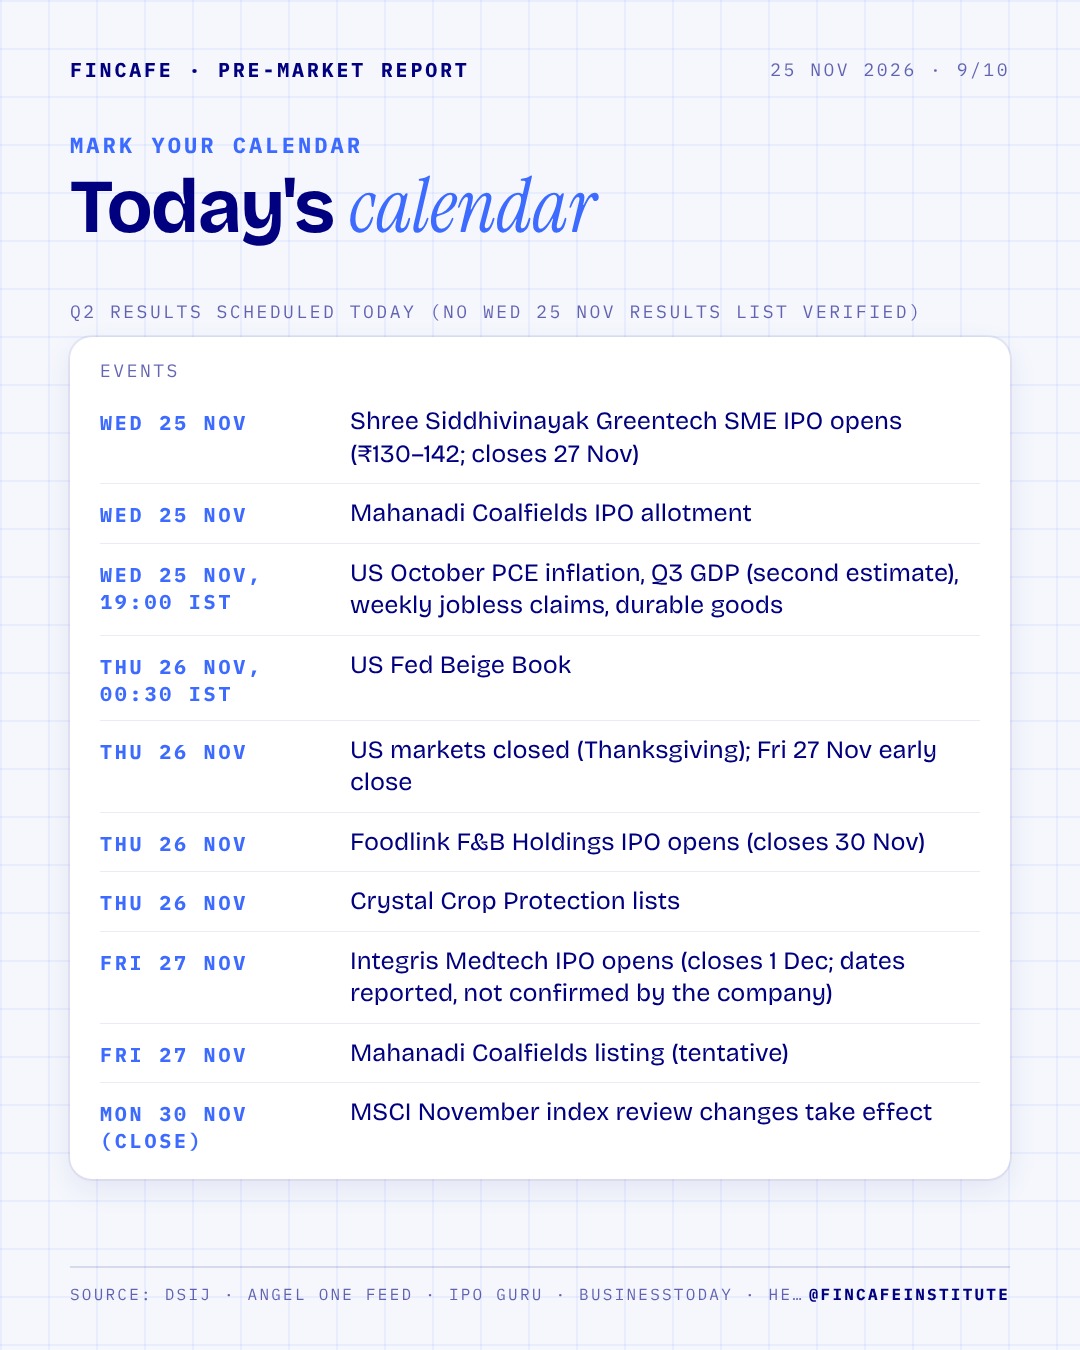 FINCAFE · PRE-MARKET REPORT
25 NOV 2026 · 9/10
MARK YOUR CALENDAR
Today's calendar
Q2 RESULTS SCHEDULED TODAY (NO WED 25 NOV RESULTS LIST VERIFIED)
EVENTS
WED 25 NOV
Shree Siddhivinayak Greentech SME IPO opens
(₹130–142; closes 27 Nov)
WED 25 NOV
Mahanadi Coalfields IPO allotment
WED 25 NOV,
19:00 IST
US October PCE inflation, Q3 GDP (second estimate),
weekly jobless claims, durable goods
THU 26 NOV,
00:30 IST
US Fed Beige Book
THU 26 NOV
US markets closed (Thanksgiving); Fri 27 Nov early
close
THU 26 NOV
Foodlink F&B Holdings IPO opens (closes 30 Nov)
THU 26 NOV
Crystal Crop Protection lists
FRI 27 NOV
Integris Medtech IPO opens (closes 1 Dec; dates
reported, not confirmed by the company)
FRI 27 NOV
Mahanadi Coalfields listing (tentative)
MON 30 NOV
(CLOSE)
MSCI November index review changes take effect
SOURCE: DSIJ · ANGEL ONE FEED · IPO GURU · BUSINESSTODAY · HE… @FINCAFEINSTITUTE